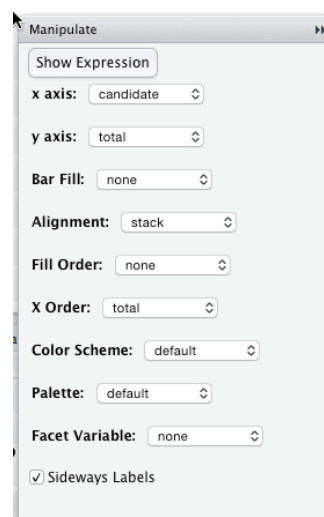 Manipulate
Show Expression
x axis: candidate
y axis: total
Bar Fill: none
Alignment: stack
Fill Order: none
X Order: total
Color Scheme: default
Palette: default
Facet Variable: none
Sideways Labels